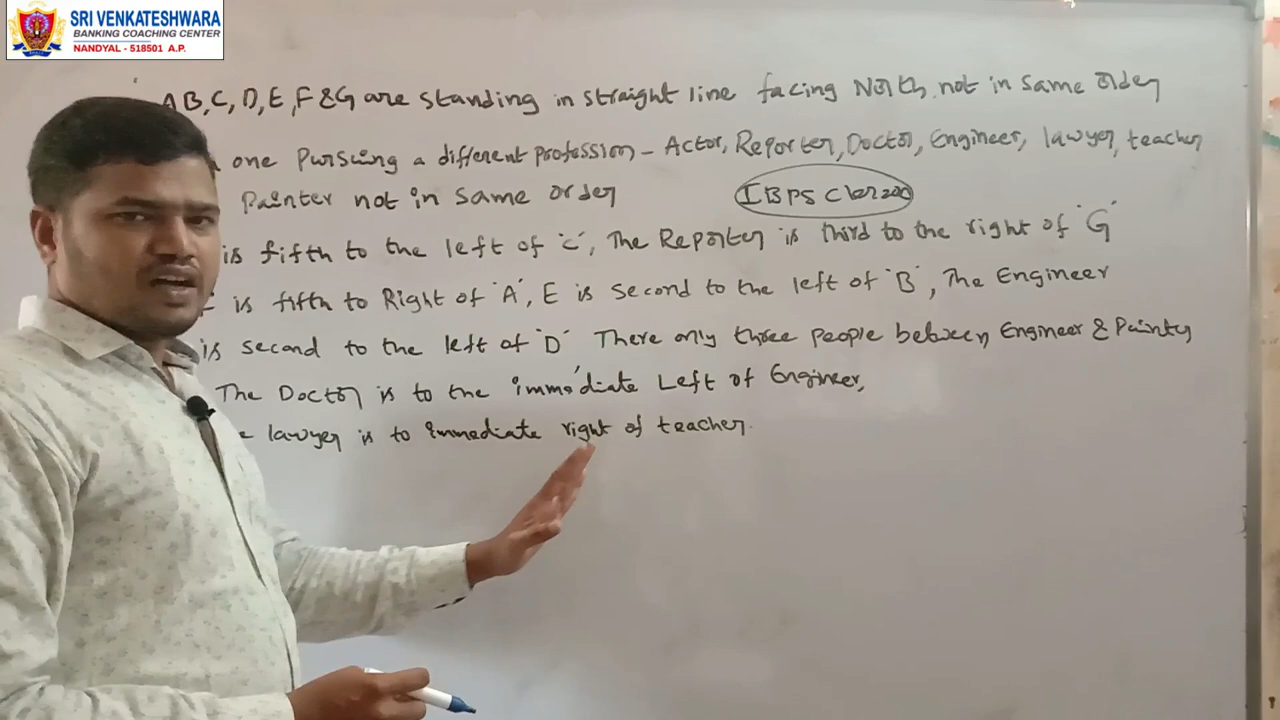 SRI VENKATESHWARA
BANKING COACHING CENTER
NANDYAL - 518501 A.P.
A B, C, D, E, F & G are standing in straight line facing North not in same order
one Pursuing a different profession - Actor, Reporter, Doctor, Engineer, lawyer, teacher
Painter not in same order
IBPS Clerk
is fifth to the left of 'C', The Reporter is third to the right of 'G'
is fifth to Right of 'A', E is second to the left of 'B', The Engineer
is second to the left of 'D' There only three people between Engineer & Painter
The Doctor is to the immediate Left of Engineer,
lawyer is to immediate right of teacher.